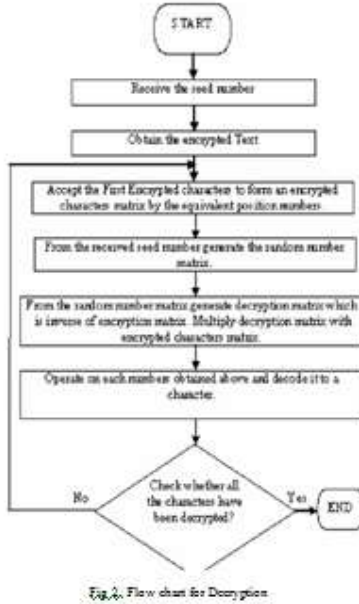 START
Receive the seed number
Obtain the encrypted Text
Accept the First Encrypted characters to form an encrypted
characters matrix by the equivalent position numbers
From the received seed number generate the random number
matrix.
From the random number matrix generate decryption matrix which
is inverse of encryption matrix. Multiply decryption matrix with
encrypted characters matrix.
Operate on each numbers obtained above and decode it to a
character.
Check whether all
the characters have
been decrypted?
No
Yes
END
Fig 2. Flow chart for Decryption